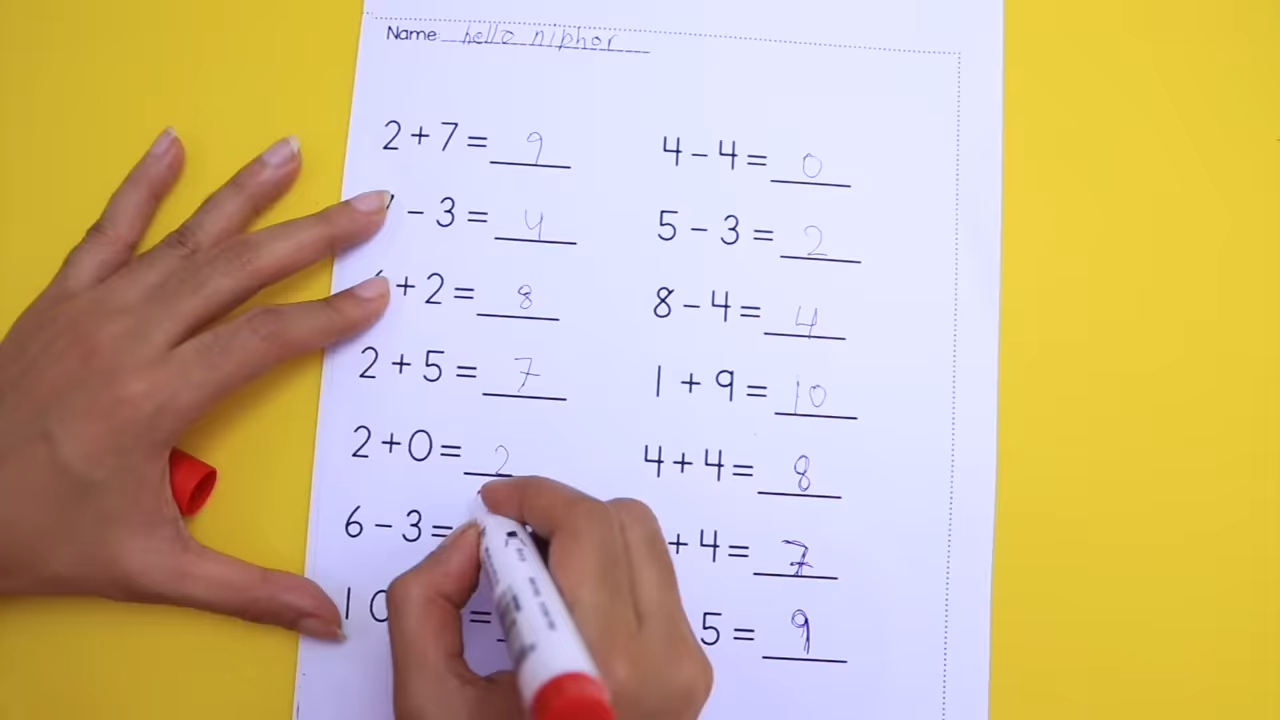 Name: hello niphor
2 + 7 = 9
4 - 4 = 0
- 3 = 4
5 - 3 = 2
+ 2 = 8
8 - 4 = 4
2 + 5 = 7
1 + 9 = 10
2 + 0 = 2
4 + 4 = 8
6 - 3 =
+ 4 = 7
10 =
5 = 9